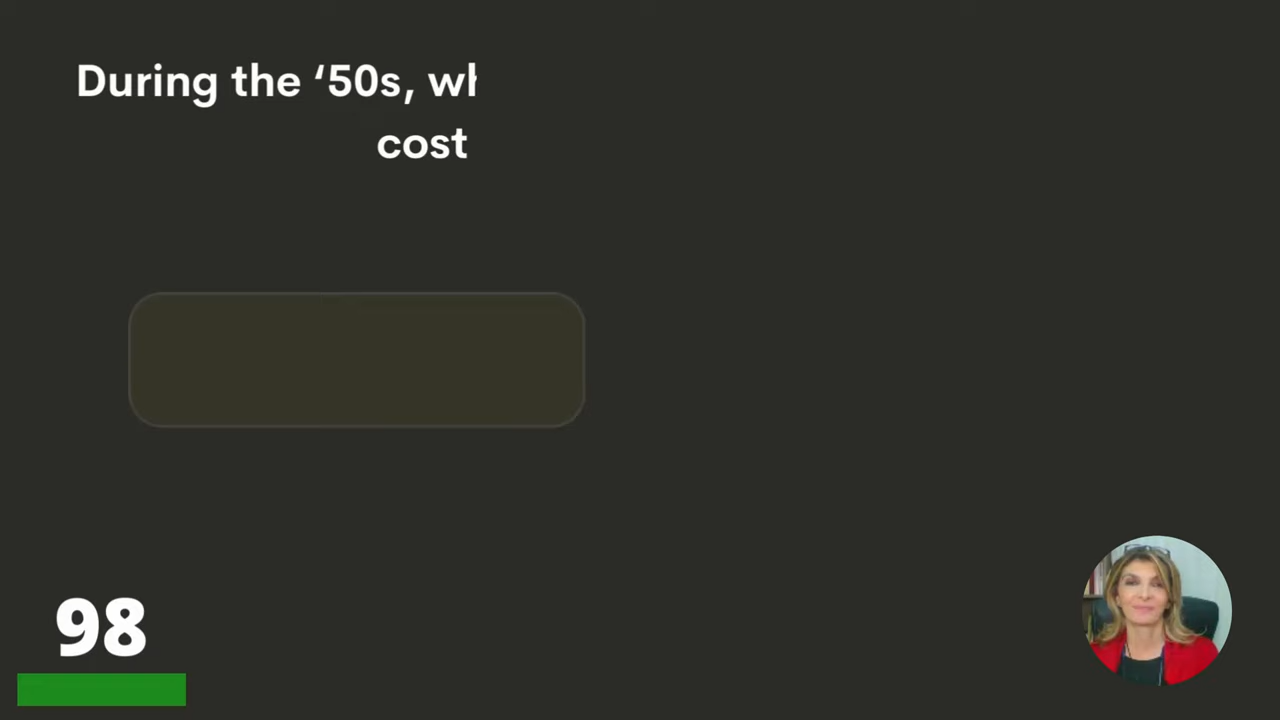 During the ‘50s,
cost
98